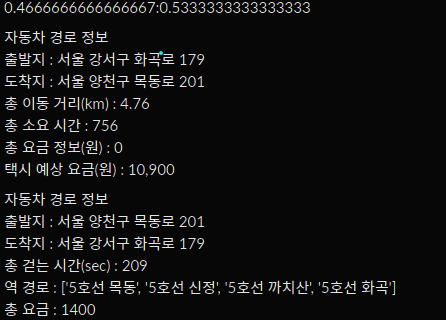 0.4666666666666667:0.5333333333333333
자동차 경로 정보
출발지 : 서울 강서구 화곡로 179
도착지 : 서울 양천구 목동로 201
총 이동 거리(km) : 4.76
총 소요 시간 : 756
총 요금 정보(원) : 0
택시 예상 요금(원) : 10,900
자동차 경로 정보
출발지 : 서울 양천구 목동로 201
도착지 : 서울 강서구 화곡로 179
총 걷는 시간(sec) : 209
역 경로 : ['5호선 목동', '5호선 신정', '5호선 까치산', '5호선 화곡']
총 요금 : 1400